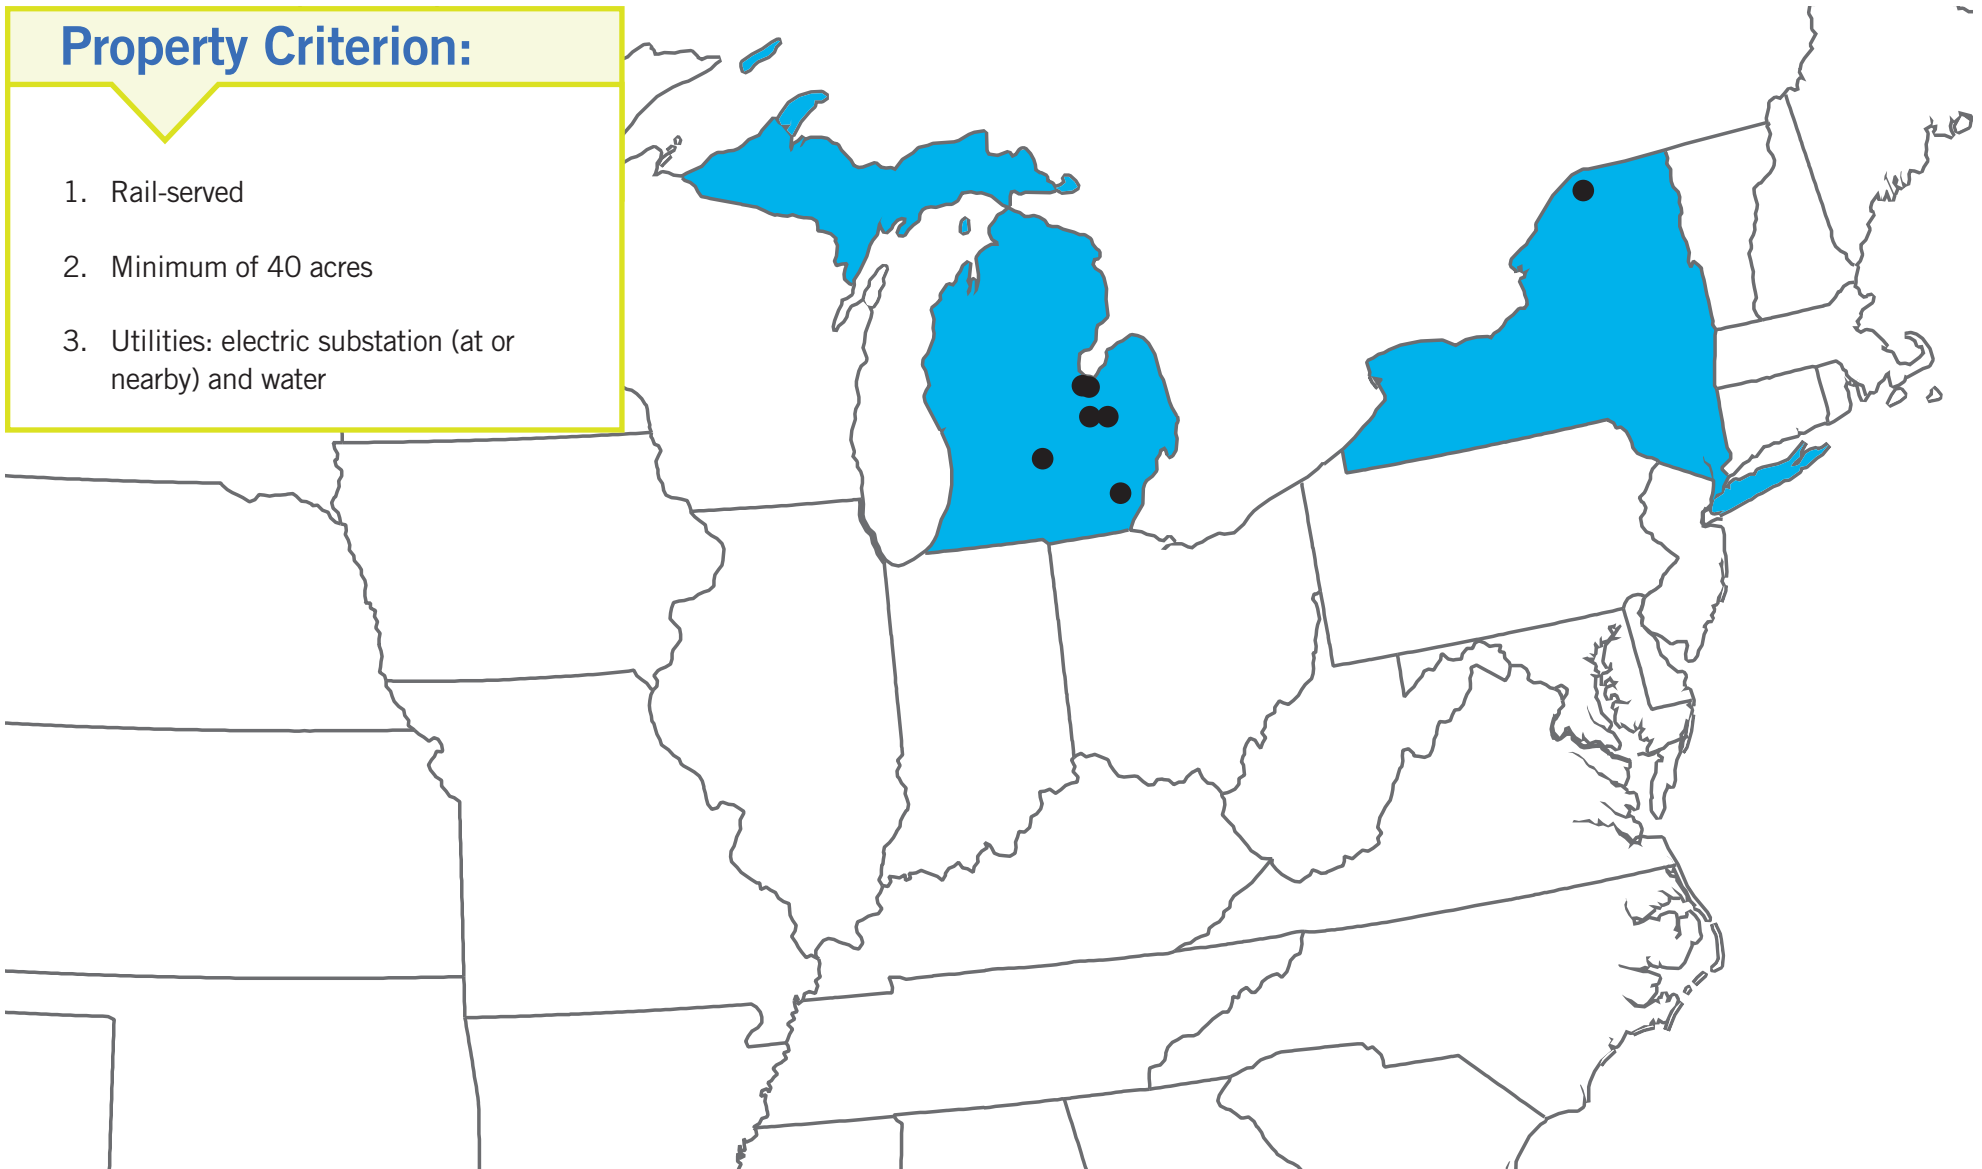 Property Criterion:
1. Rail-served
2. Minimum of 40 acres
3. Utilities: electric substation (at or
nearby) and water